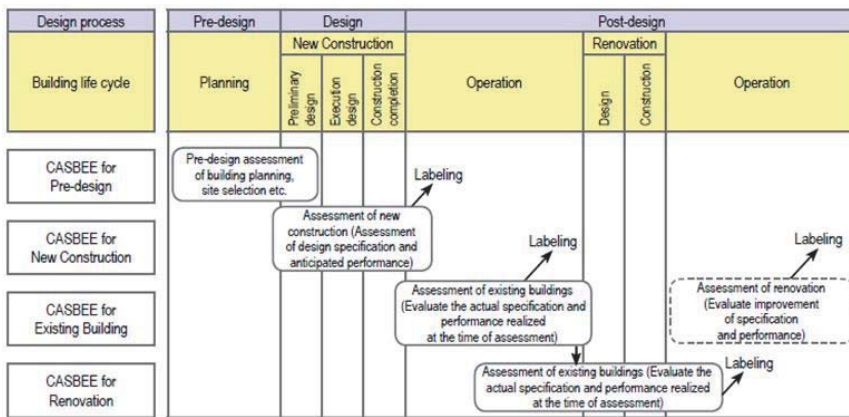 Design process
Pre-design
Design
Post-design
Building life cycle
Planning
New Construction
Preliminary
design
Execution
design
Construction
completion
Operation
Renovation
Design
Construction
Operation
CASBEE for
Pre-design
Pre-design assessment
of building planning,
site selection etc.
Labeling
CASBEE for
New Construction
Assessment of new
construction (Assessment
of design specification and
anticipated performance)
Labeling
Labeling
CASBEE for
Existing Building
Assessment of existing buildings
(Evaluate the actual specification and
performance realized
at the time of assessment)
Assessment of renovation
(Evaluate improvement
of specification
and performance)
CASBEE for
Renovation
Assessment of existing buildings (Evaluate the
actual specification and performance realized
at the time of assessment)
Labeling